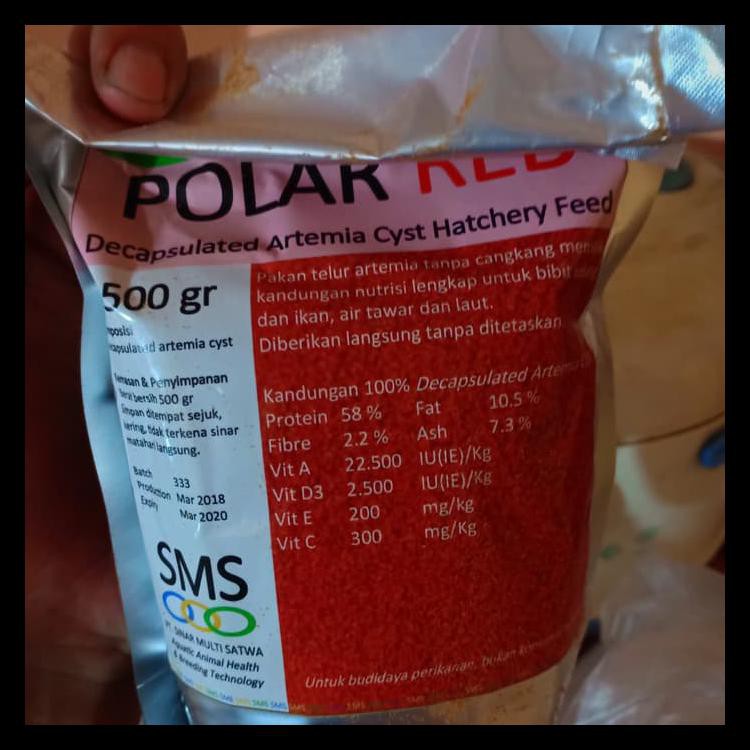 POLAR RED
Decapsulated Artemia Cyst Hatchery Feed
500 gr
decapsulated artemia cyst
Kemasan & Penyimpanan
Berat bersih 500 gr
Simpan ditempat sejuk,
kering, tidak terkena sinar
matahari langsung.
Batch 333
Production Mar 2018
Expiry Mar 2020
SMS
PT. SINAR MULTI SATWA
Aquatic Animal Health
& Breeding Technology
Pakan telur artemia tanpa cangkang
kandungan nutrisi lengkap untuk bibit
dan ikan, air tawar dan laut.
Diberikan langsung tanpa ditetaskan
Kandungan 100% Decapsulated Artemia
Protein 58 % Fat 10.5 %
Fibre 2.2 % Ash 7.3 %
Vit A 22.500 IU(IE)/Kg
Vit D3 2.500 IU(IE)/Kg
Vit E 200 mg/kg
Vit C 300 mg/Kg
Untuk budidaya perikanan, bukan